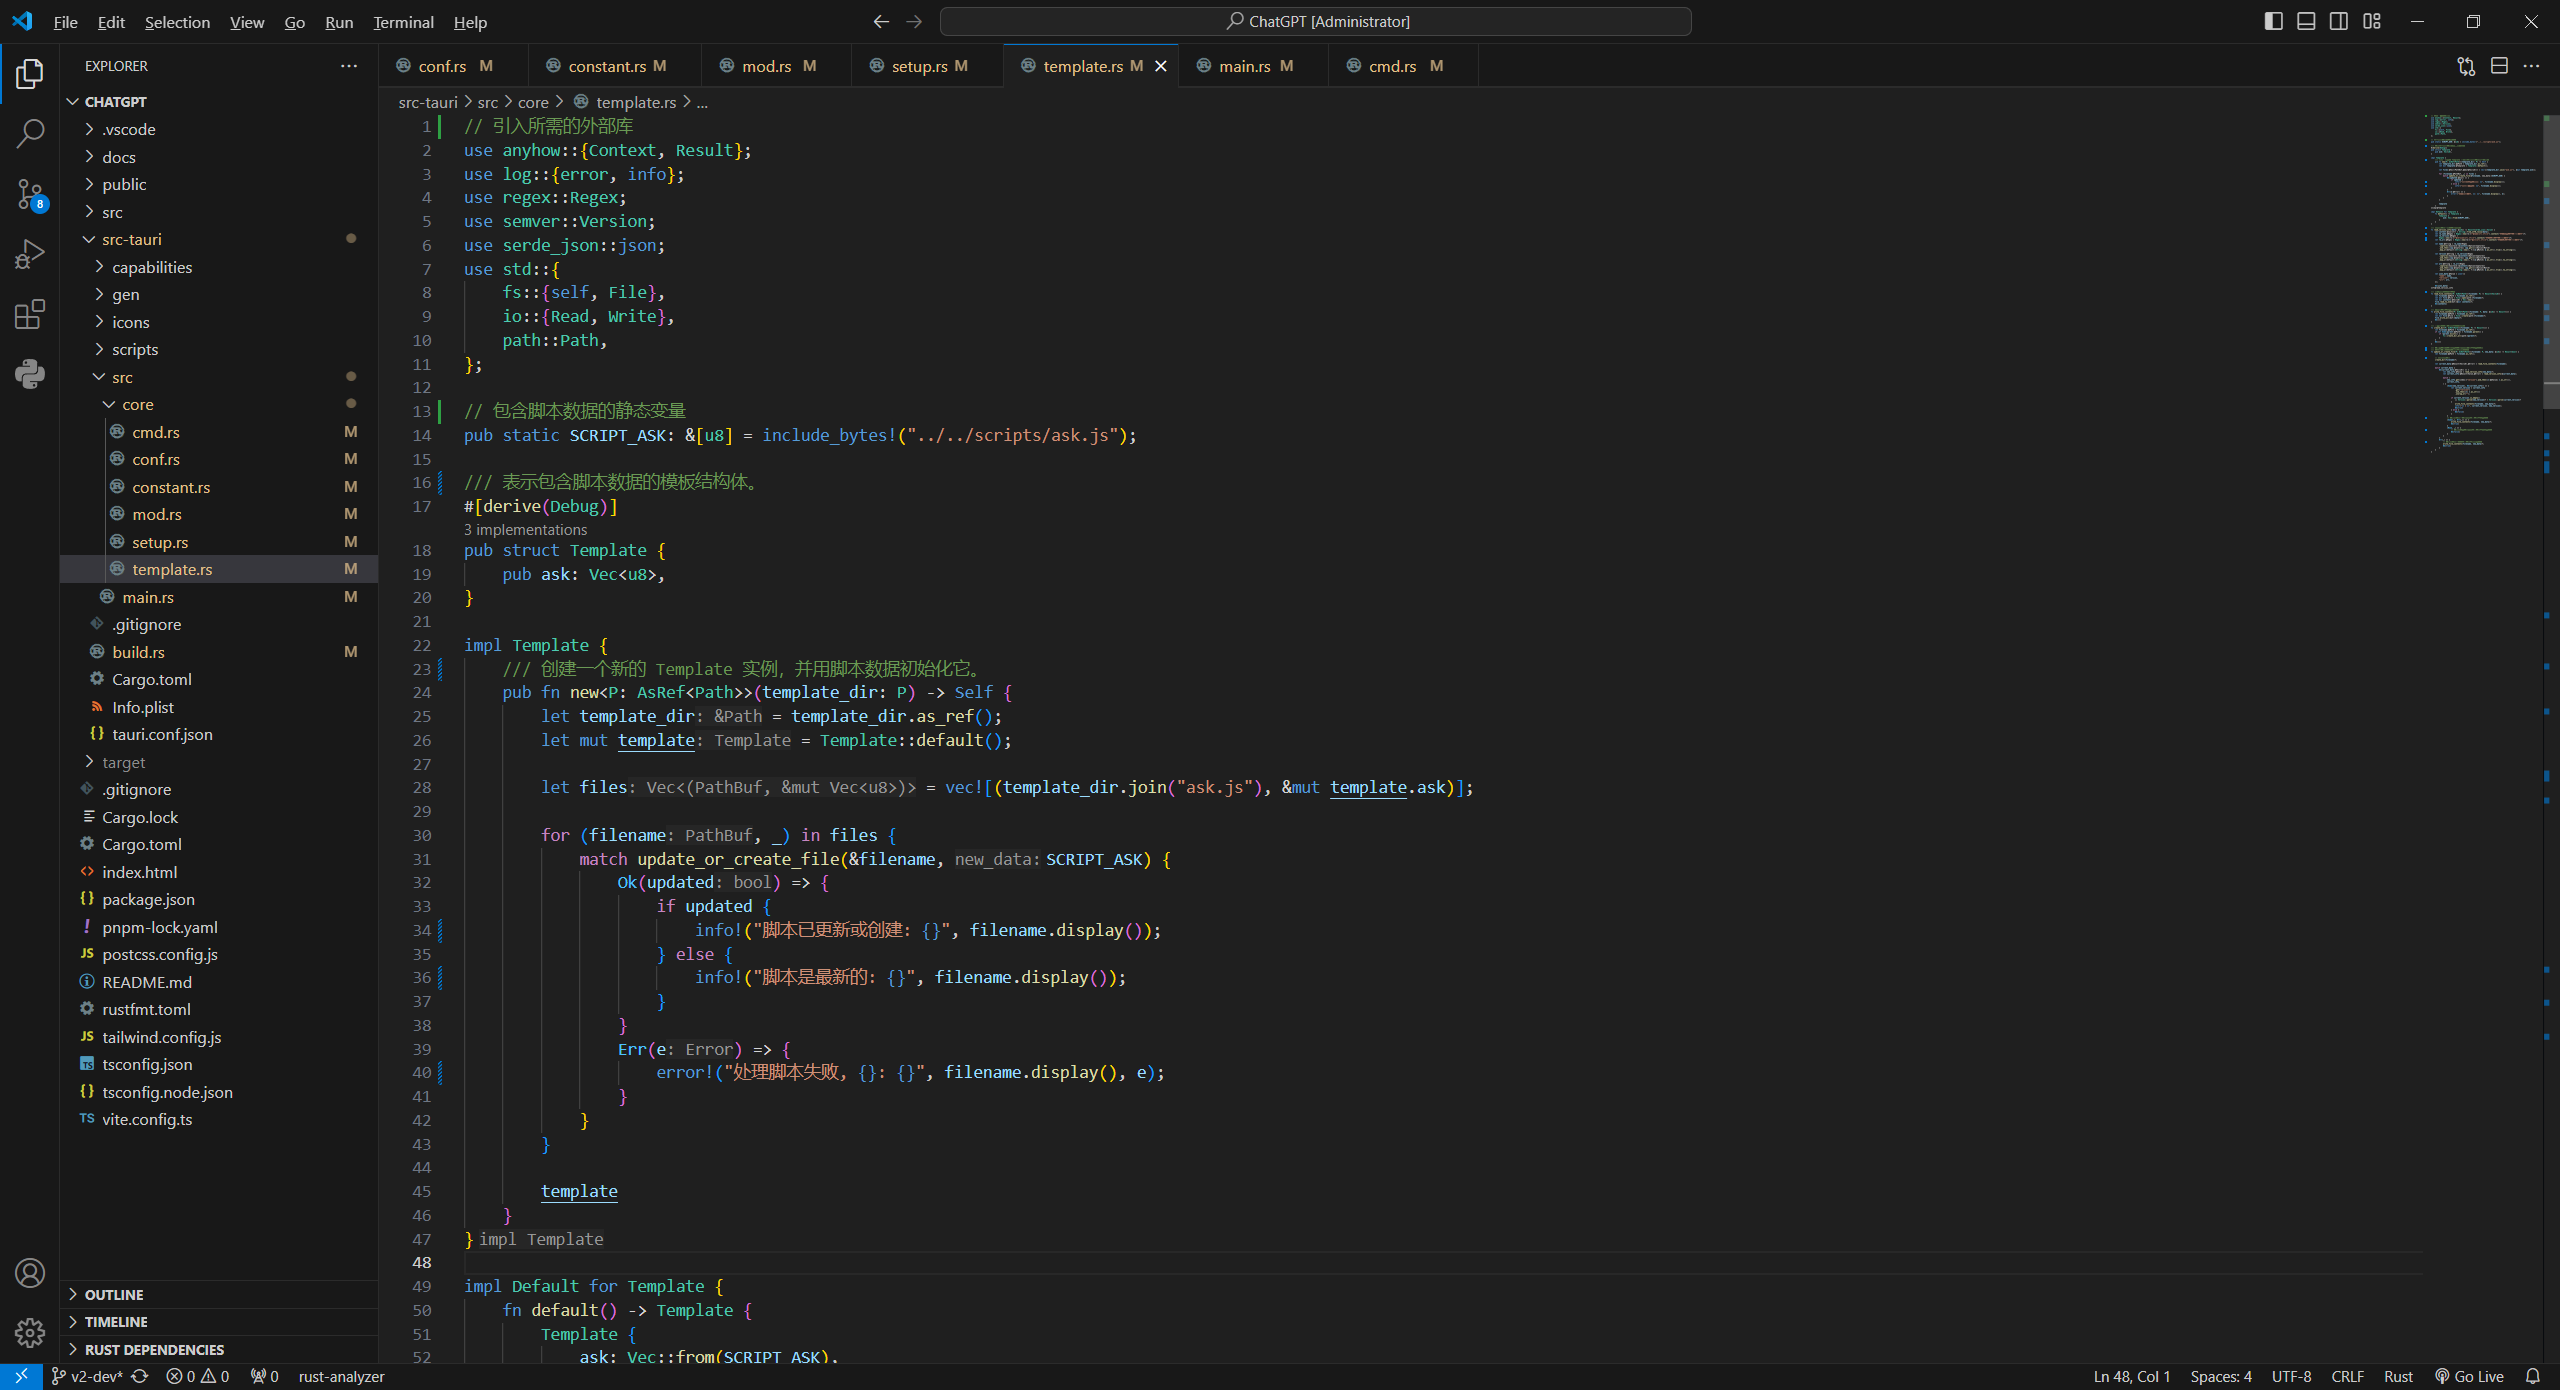 File Edit Selection View Go Run Terminal Help
ChatGPT [Administrator]
EXPLORER
CHATGPT
.vscode
docs
public
src
src-tauri
capabilities
gen
icons
scripts
src
core
cmd.rs M
conf.rs M
constant.rs M
mod.rs M
setup.rs M
template.rs M
main.rs M
.gitignore
build.rs M
Cargo.toml
Info.plist
tauri.conf.json
target
.gitignore
Cargo.lock
Cargo.toml
index.html
package.json
pnpm-lock.yaml
postcss.config.js
README.md
rustfmt.toml
tailwind.config.js
tsconfig.json
tsconfig.node.json
vite.config.ts
OUTLINE
TIMELINE
RUST DEPENDENCIES
8
conf.rs M constant.rs M mod.rs M setup.rs M template.rs M main.rs M cmd.rs M
src-tauri > src > core > template.rs > ...
1 // 引入所需的外部库
2 use anyhow::{Context, Result};
3 use log::{error, info};
4 use regex::Regex;
5 use semver::Version;
6 use serde_json::json;
7 use std::{
8 fs::{self, File},
9 io::{Read, Write},
10 path::Path,
11 };
12
13 // 包含脚本数据的静态变量
14 pub static SCRIPT_ASK: &[u8] = include_bytes!("../../scripts/ask.js");
15
16 /// 表示包含脚本数据的模板结构体。
17 #[derive(Debug)]
3 implementations
18 pub struct Template {
19 pub ask: Vec<u8>,
20 }
21
22 impl Template {
23 /// 创建一个新的 Template 实例，并用脚本数据初始化它。
24 pub fn new<P: AsRef<Path>>(template_dir: P) -> Self {
25 let template_dir: &Path = template_dir.as_ref();
26 let mut template: Template = Template::default();
27
28 let files: Vec<(PathBuf, &mut Vec<u8>)> = vec![(template_dir.join("ask.js"), &mut template.ask)];
29
30 for (filename: PathBuf, _) in files {
31 match update_or_create_file(&filename, new_data: SCRIPT_ASK) {
32 Ok(updated: bool) => {
33 if updated {
34 info!("脚本已更新或创建: {}", filename.display());
35 } else {
36 info!("脚本是最新的: {}", filename.display());
37 }
38 }
39 Err(e: Error) => {
40 error!("处理脚本失败, {}: {}", filename.display(), e);
41 }
42 }
43 }
44
45 template
46 }
47 } impl Template
48
49 impl Default for Template {
50 fn default() -> Template {
51 Template {
52 ask: Vec::from(SCRIPT_ASK),
v2-dev* 0 0 0 rust-analyzer
Ln 48, Col 1 Spaces: 4 UTF-8 CRLF Rust Go Live